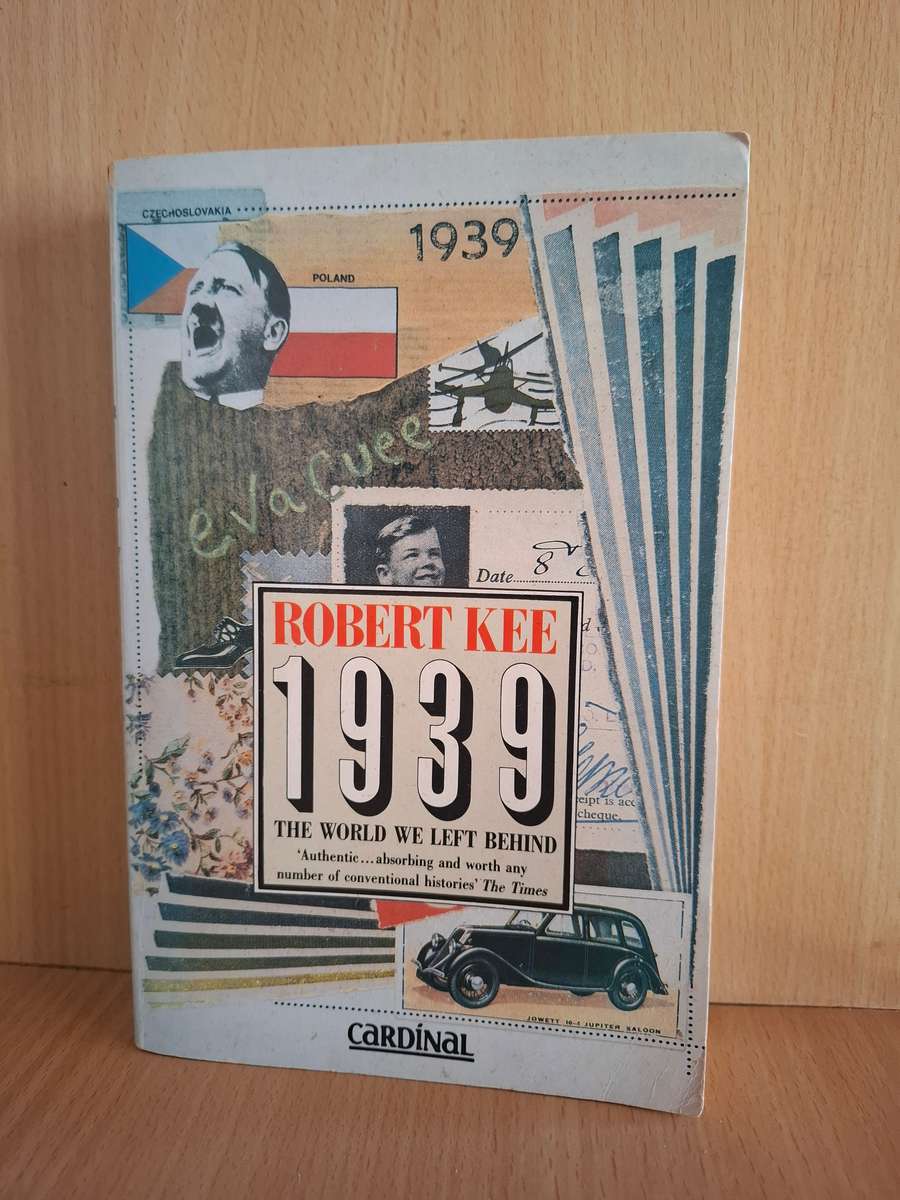 CZECHOSLOVAKIA
1939
POLAND
evacuee
Date
8
ROBERT KEE
1939
THE WORLD WE LEFT BEHIND
'Authentic... absorbing and worth any
number of conventional histories' The Times
cheque.
JOWETT 10-4 JUPITER SALOON
CARDINAL